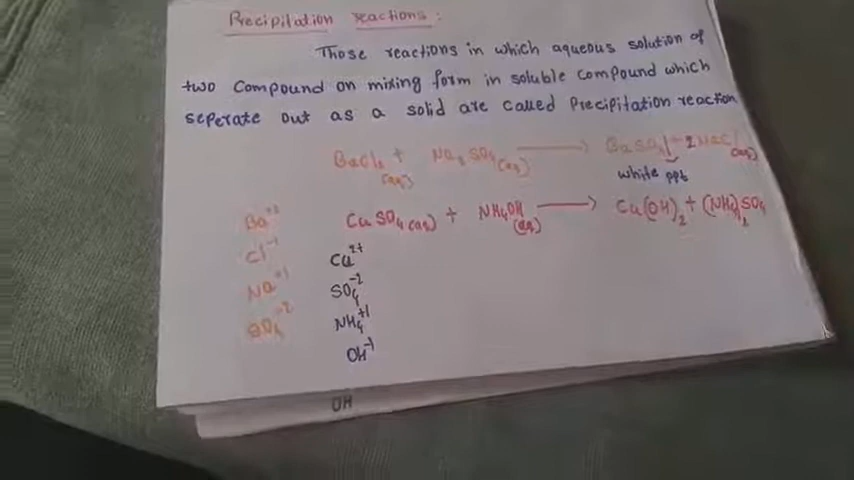 Precipitation reactions :
Those reactions in which aqueous solution of
two compound on mixing form in soluble compound which
seperate out as a solid are called Precipitation reaction
BaCl₂ (aq) + Na₂SO₄ (aq) → BaSO₄↓ + 2NaCl (aq)
white ppt
CuSO₄ (aq) + NH₄OH (aq) → Cu(OH)₂ + (NH₄)₂SO₄
Ba⁺²
Cl⁻¹
Na⁺¹
SO₄⁻²
Cu²⁺
SO₄⁻²
NH₄⁺¹
OH⁻¹
OH